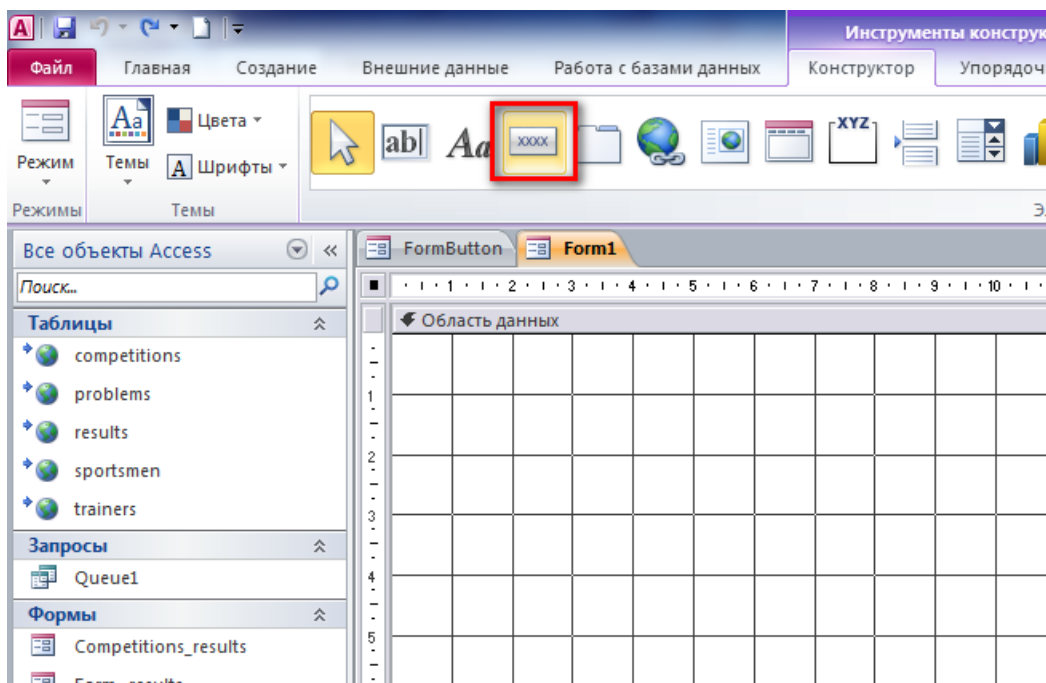 A
Инструменты конструк
Файл Главная Создание Внешние данные Работа с базами данных Конструктор Упорядоч
Aa Цвета ab| Aa XXXX XYZ
Режим Темы A Шрифты
Режимы Темы Э
Все объекты Access « FormButton Form1
Поиск... 1 2 3 4 5 6 7 8 9 10
Таблицы Область данных
competitions
problems 1
results
sportsmen 2
trainers 3
Запросы
Queue1 4
Формы
Competitions_results 5